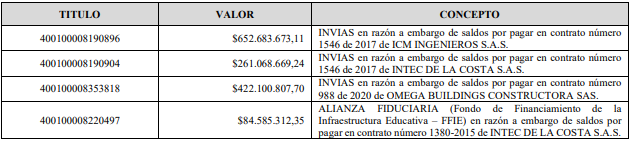 TITULO VALOR CONCEPTO
400100008190896 $652.683.673,11 INVIAS en razón a embargo de saldos por pagar en contrato número
1546 de 2017 de ICM INGENIEROS S.A.S.
400100008190904 $261.068.669,24 INVIAS en razón a embargo de saldos por pagar en contrato número
1546 de 2017 de INTEC DE LA COSTA S.A.S.
400100008353818 $422.100.807,70 INVIAS en razón a embargo de saldos por pagar en contrato número
988 de 2020 de OMEGA BUILDINGS CONSTRUCTORA SAS.
400100008220497 $84.585.312,35 ALIANZA FIDUCIARIA (Fondo de Financiamiento de la
Infraestructura Educativa – FFIE) en razón a embargo de saldos por
pagar en contrato número 1380-2015 de INTEC DE LA COSTA S.A.S.